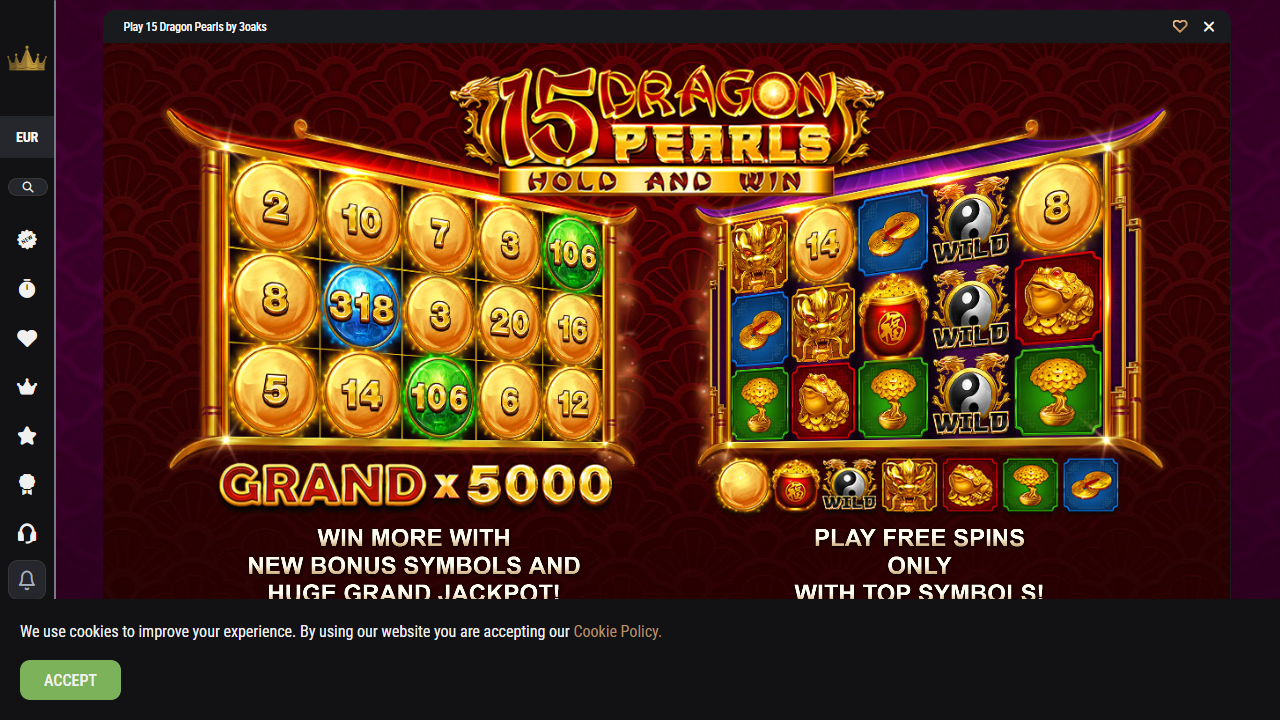 Play 15 Dragon Pearls by 3oaks
EUR
NEW
15 DRAGON
PEARLS
HOLD AND WIN
2 10 7 3 106
8 318 3 20 16
5 14 106 6 12
14 WILD 8
福 WILD
WILD
GRAND x 5000
福 WILD
WIN MORE WITH
NEW BONUS SYMBOLS AND
HUGE GRAND JACKPOT!
PLAY FREE SPINS
ONLY
WITH TOP SYMBOLS!
We use cookies to improve your experience. By using our website you are accepting our Cookie Policy.
ACCEPT